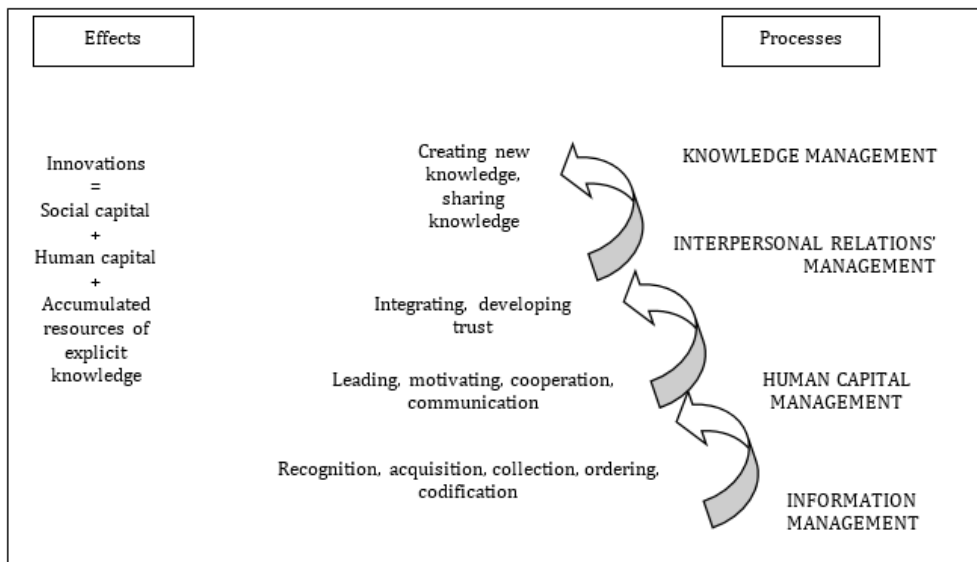 Effects
Processes
Innovations
=
Social capital
+
Human capital
+
Accumulated
resources of
explicit
knowledge
Creating new
knowledge,
sharing
knowledge
KNOWLEDGE MANAGEMENT
INTERPERSONAL RELATIONS’
MANAGEMENT
Integrating, developing
trust
Leading, motivating, cooperation,
communication
HUMAN CAPITAL
MANAGEMENT
Recognition, acquisition, collection, ordering,
codification
INFORMATION
MANAGEMENT